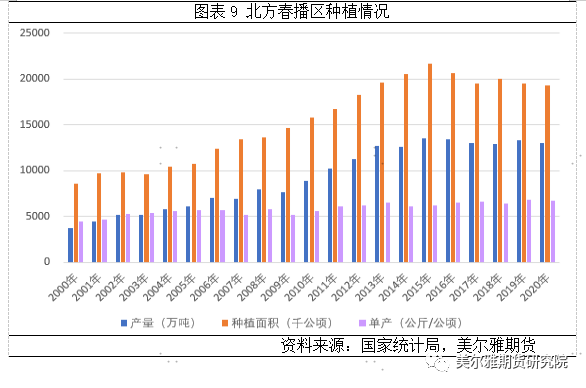 图表 9 北方春播区种植情况
25000
20000
15000
10000
5000
0
2000年 2001年 2002年 2003年 2004年 2005年 2006年 2007年 2008年 2009年 2010年 2011年 2012年 2013年 2014年 2015年 2016年 2017年 2018年 2019年 2020年
产量（万吨） 种植面积（千公顷） 单产（公斤/公顷）
资料来源：国家统计局，美尔雅期货
美尔雅期货研究院